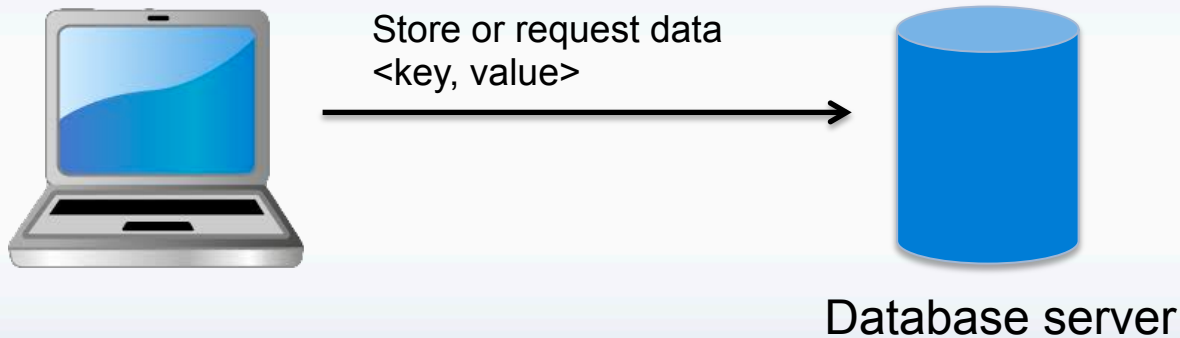 Store or request data
<key, value>
Database server